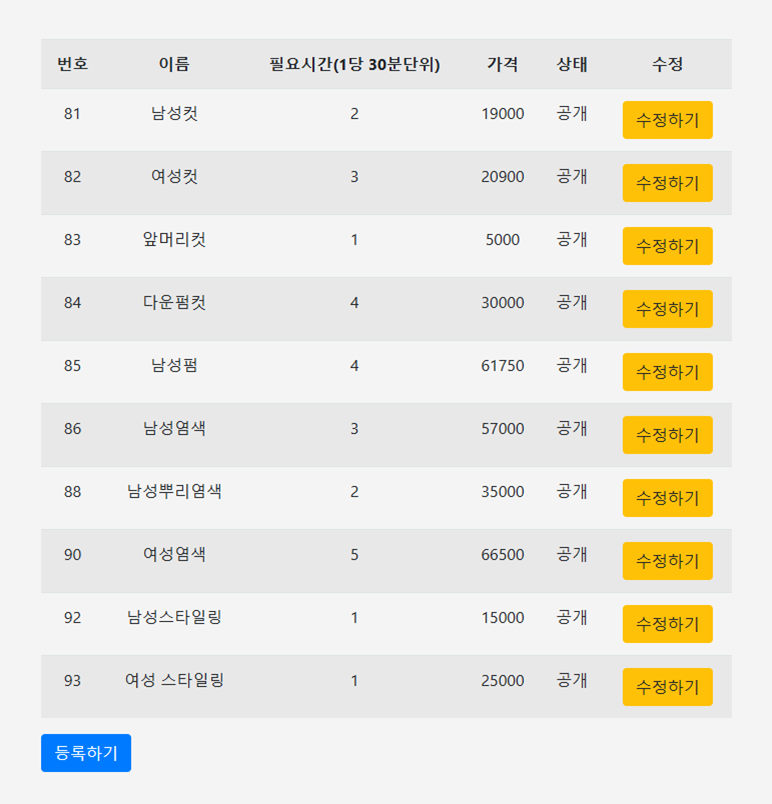 번호 이름 필요시간(1당 30분단위) 가격 상태 수정
81 남성컷 2 19000 공개 수정하기
82 여성컷 3 20900 공개 수정하기
83 앞머리컷 1 5000 공개 수정하기
84 다운펌컷 4 30000 공개 수정하기
85 남성펌 4 61750 공개 수정하기
86 남성염색 3 57000 공개 수정하기
88 남성뿌리염색 2 35000 공개 수정하기
90 여성염색 5 66500 공개 수정하기
92 남성스타일링 1 15000 공개 수정하기
93 여성 스타일링 1 25000 공개 수정하기
등록하기